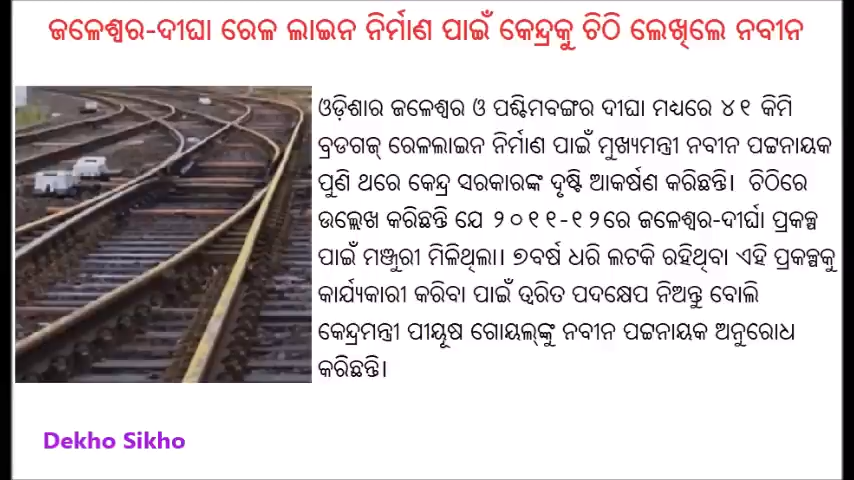 ଜଳେଶ୍ୱର-ଦୀଘା ରେଳ ଲାଇନ ନିର୍ମାଣ ପାଇଁ କେନ୍ଦ୍ରକୁ ଚିଠି ଲେଖିଲେ ନବୀନ
ଓଡ଼ିଶାର ଜଳେଶ୍ୱର ଓ ପଶ୍ଚିମବଙ୍ଗର ଦୀଘା ମଧ୍ୟରେ ୪୧ କିମି
ବ୍ରଡଗଜ୍ ରେଳଲାଇନ ନିର୍ମାଣ ପାଇଁ ମୁଖ୍ୟମନ୍ତ୍ରୀ ନବୀନ ପଟ୍ଟନାୟକ
ପୁଣି ଥରେ କେନ୍ଦ୍ର ସରକାରଙ୍କ ଦୃଷ୍ଟି ଆକର୍ଷଣ କରିଛନ୍ତି। ଚିଠିରେ
ଉଲ୍ଲେଖ କରିଛନ୍ତି ଯେ ୨୦୧୧-୧୨ରେ ଜଳେଶ୍ୱର-ଦୀର୍ଘା ପ୍ରକଳ୍ପ
ପାଇଁ ମଞ୍ଜୁରୀ ମିଳିଥିଲା। ୭ବର୍ଷ ଧରି ଲଟକି ରହିଥିବା ଏହି ପ୍ରକଳ୍ପକୁ
କାର୍ଯ୍ୟକାରୀ କରିବା ପାଇଁ ତ୍ୱରିତ ପଦକ୍ଷେପ ନିଅନ୍ତୁ ବୋଲି
କେନ୍ଦ୍ରମନ୍ତ୍ରୀ ପୀୟୂଷ ଗୋୟଲ୍‌ଙ୍କୁ ନବୀନ ପଟ୍ଟନାୟକ ଅନୁରୋଧ
କରିଛନ୍ତି।
Dekho Sikho